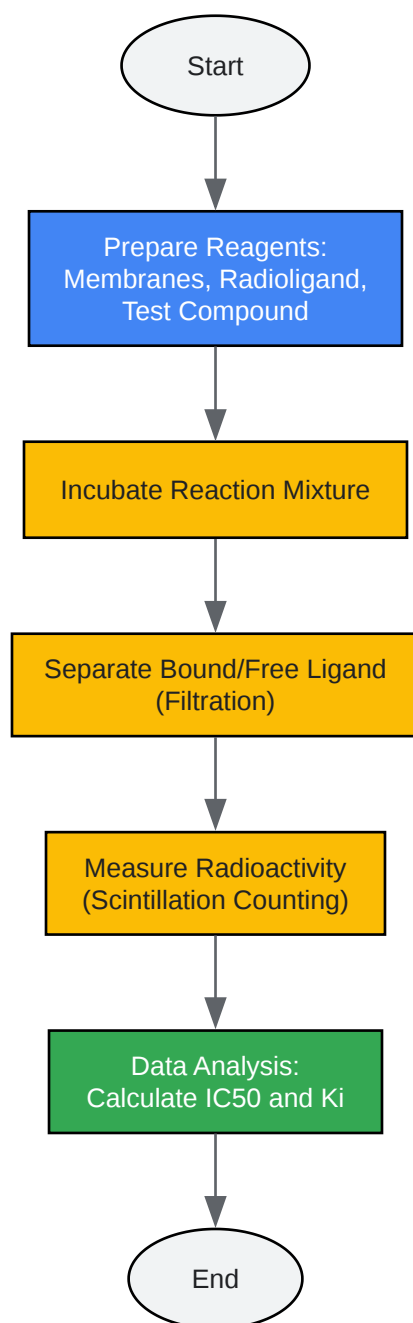 Start
Prepare Reagents:
Membranes, Radioligand,
Test Compound
Incubate Reaction Mixture
Separate Bound/Free Ligand
(Filtration)
Measure Radioactivity
(Scintillation Counting)
Data Analysis:
Calculate IC50 and Ki
End